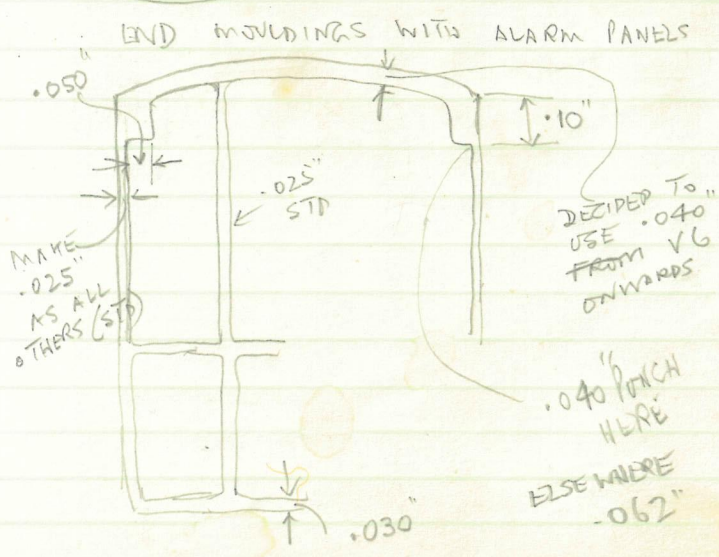 END MOULDINGS WITH ALARM PANELS
.050"
.10"
.025"
STD
DECIDED TO
USE .040"
FROM V6
ONWARDS
MAKE
.025"
AS ALL
OTHERS (STD)
.040" PUNCH
HERE
ELSEWHERE
.062"
.030"